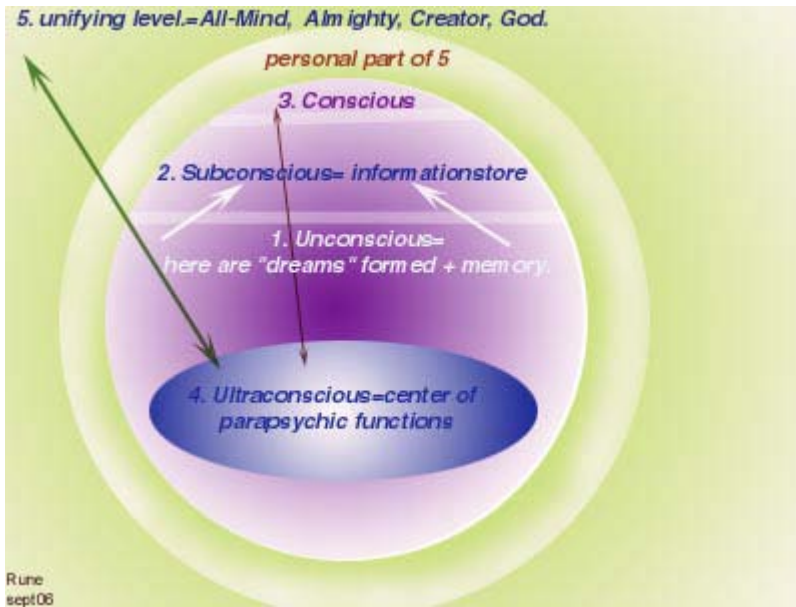 5. unifying level.=All-Mind, Almighty, Creator, God.
personal part of 5
3. Conscious
2. Subconscious= informationstore
1. Unconscious=
here are "dreams" formed + memory.
4. Ultraconscious=center of
parapsychic functions
Rune
sept06